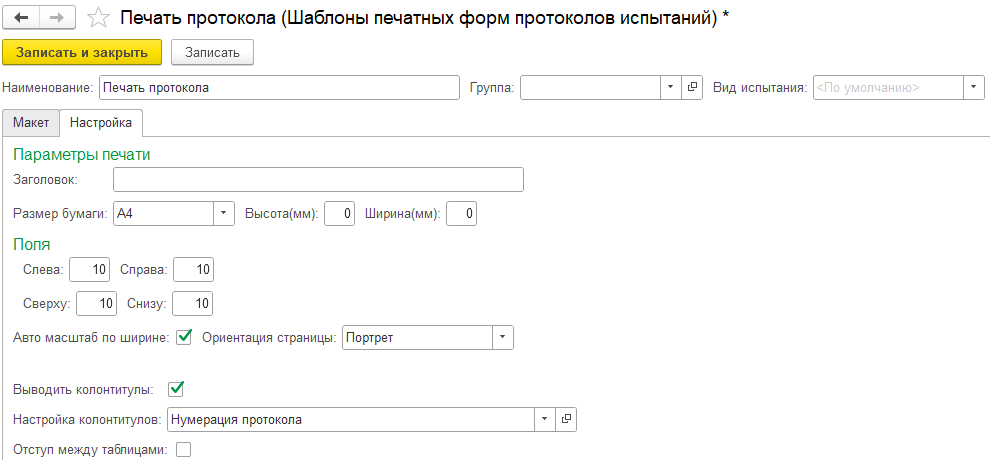 Печать протокола (Шаблоны печатных форм протоколов испытаний) *
Записать и закрыть Записать
Наименование: Печать протокола Группа: Вид испытания: <По умолчанию>
Макет Настройка
Параметры печати
Заголовок:
Размер бумаги: A4 Высота(мм): 0 Ширина(мм): 0
Поля
Слева: 10 Справа: 10
Сверху: 10 Снизу: 10
Авто масштаб по ширине: Ориентация страницы: Портрет
Выводить колонтитулы:
Настройка колонтитулов: Нумерация протокола
Отступ между таблицами: